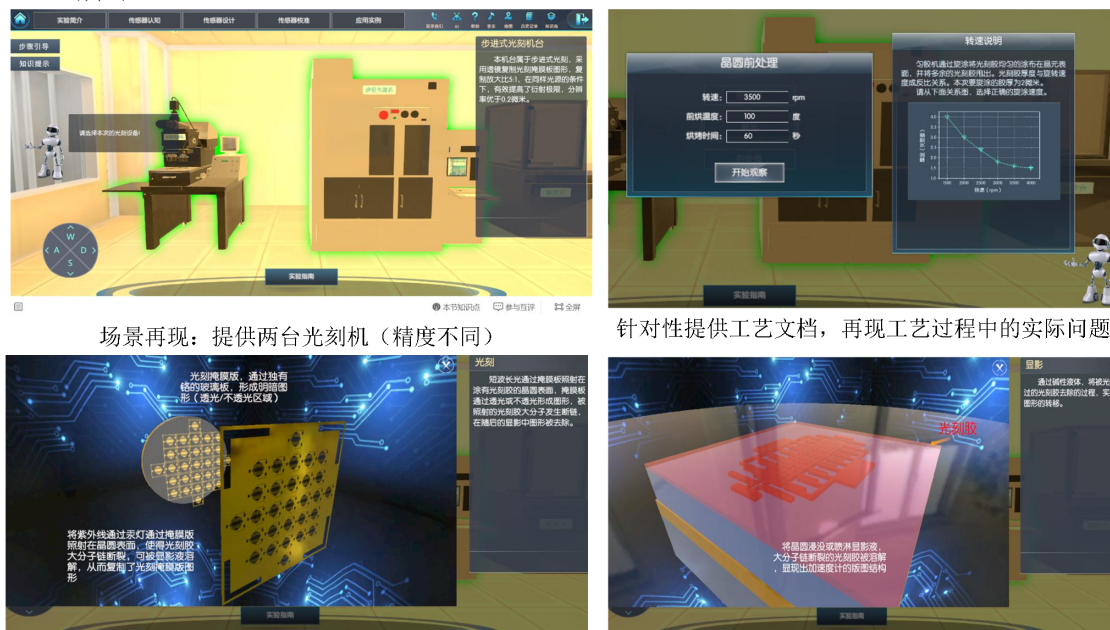 实验简介
传感器认知
传感器设计
传感器校准
应用实例
步骤引导
知识提示
请选择本次的光刻设备!
步进式光刻机台
本机台属于步进式光刻，采
用透镜复制光刻掩膜板图形，复
制放大比5:1，在同样光源的条件
下，有效提高了衍射极限，分辨
率优于0.2微米。
W
A
D
S
实验指南
本节知识点
参与互评
全屏
场景再现：提供两台光刻机（精度不同）
晶圆前处理
转速：
3500
rpm
前烘温度：
100
度
烘烤时间：
60
秒
开始观察
转速说明
匀胶机通过旋涂将光刻胶均匀的涂布在晶元表
面，并将多余的光刻胶甩出。光刻胶厚度与旋转速
度成反比关系。本次要旋涂的胶厚为2微米。
请从下面关系图，选择正确的旋涂速度。
4.0
3.5
3.0
2.5
2.0
1.5
1.0
1500
2000
2500
3000
3500
4000
转速（rpm）
实验指南
针对性提供工艺文档，再现工艺过程中的实际问题
光刻掩膜版，通过独有
铬的玻璃板，形成明暗图
形（透光/不透光区域）
将紫外线通过汞灯通过掩膜版
照射在晶圆表面，使得光刻胶
大分子链断裂，可被显影液溶
解，从而复制了光刻掩膜版图
形
光刻
短波长光通过掩膜板照射在
涂有光刻胶的晶圆表面，掩膜板
通过透光或不透光形成图形，被
照射的光刻胶大分子发生断链，
在随后的显影中图形被去除。
实验指南
光刻胶
将晶圆浸没或喷淋显影液，
大分子链断裂的光刻胶被溶解
，显现出加速度计的版图结构
显影
通过碱性液体，将被光
过的光刻胶去除的过程，实
图形的转移。
实验指南